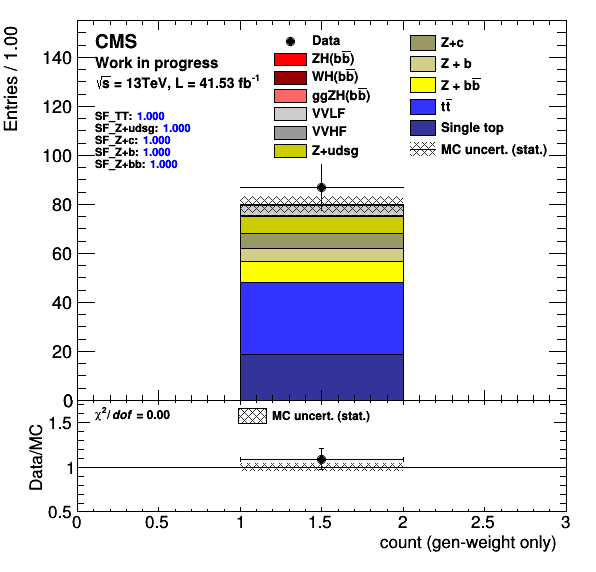 CMS
Work in progress
√s = 13TeV, L = 41.53 fb⁻¹
SF_TT: 1.000
SF_Z+udsg: 1.000
SF_Z+c: 1.000
SF_Z+b: 1.000
SF_Z+bb: 1.000
Data
ZH(bb̅)
WH(bb̅)
ggZH(bb̅)
VVLF
VVHF
Z+udsg
Z+c
Z + b
Z + bb̅
tt̅
Single top
MC uncert. (stat.)
Entries / 1.00
140
120
100
80
60
40
20
0
χ²/dof = 0.00
MC uncert. (stat.)
Data/MC
1.5
1
0.5
0 0.5 1 1.5 2 2.5 3
count (gen-weight only)